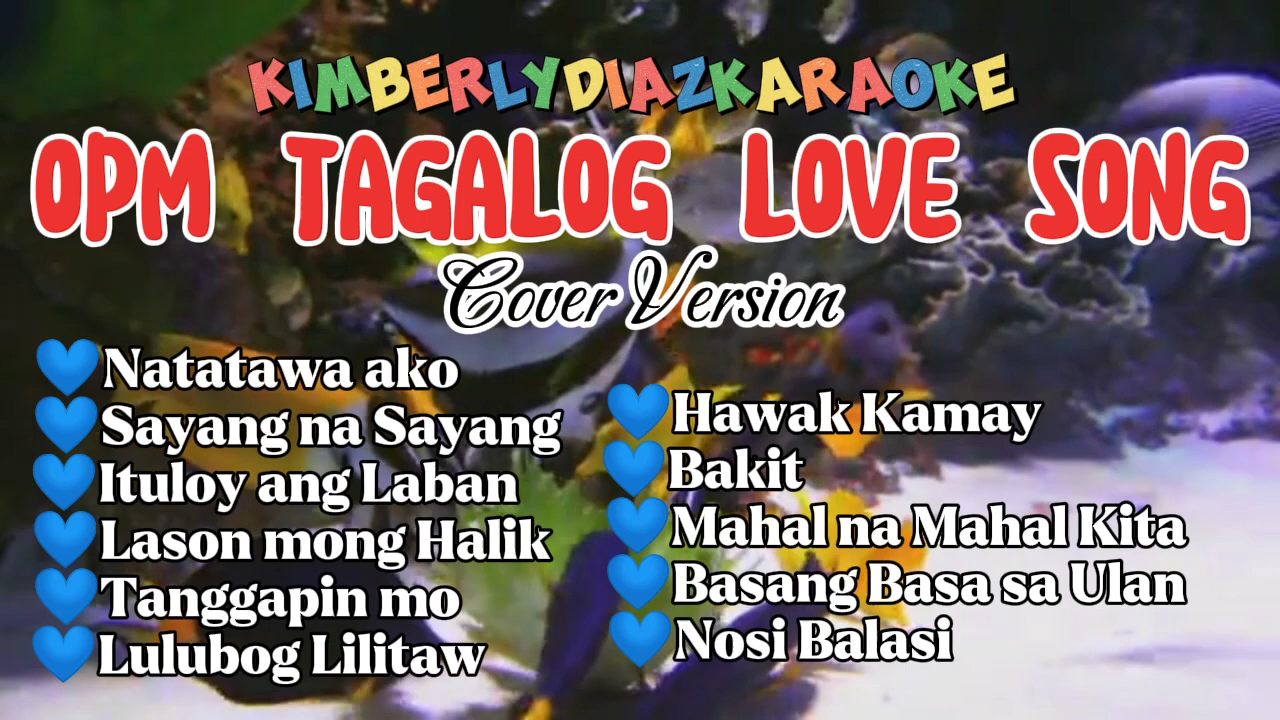 KIMBERLYDIAZKARAOKE
OPM TAGALOG LOVE SONG
Cover Version
💙Natatawa ako
💙Sayang na Sayang
💙Ituloy ang Laban
💙Lason mong Halik
💙Tanggapin mo
💙Lulubog Lilitaw
💙Hawak Kamay
💙Bakit
💙Mahal na Mahal Kita
💙Basang Basa sa Ulan
💙Nosi Balasi